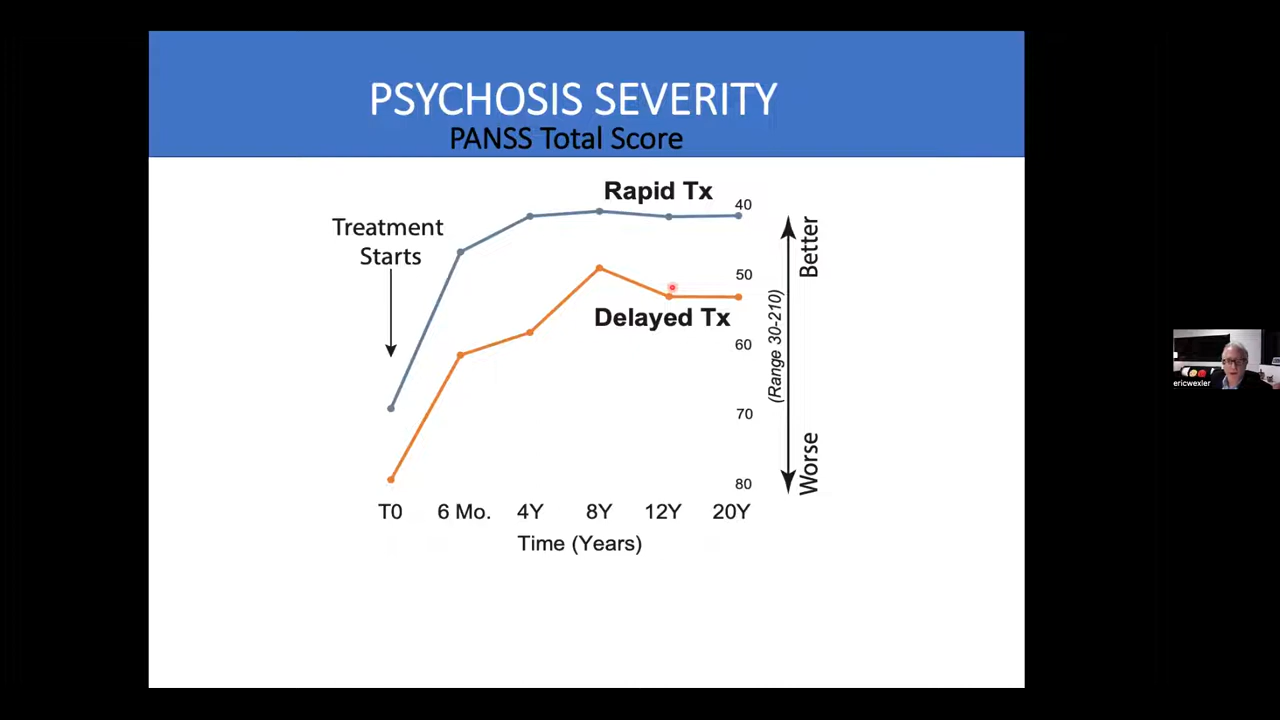 PSYCHOSIS SEVERITY
PANSS Total Score
Rapid Tx
Treatment
Starts
Delayed Tx
40
50
60
70
80
Better
(Range 30-210)
Worse
T0 6 Mo. 4Y 8Y 12Y 20Y
Time (Years)
ericwexler